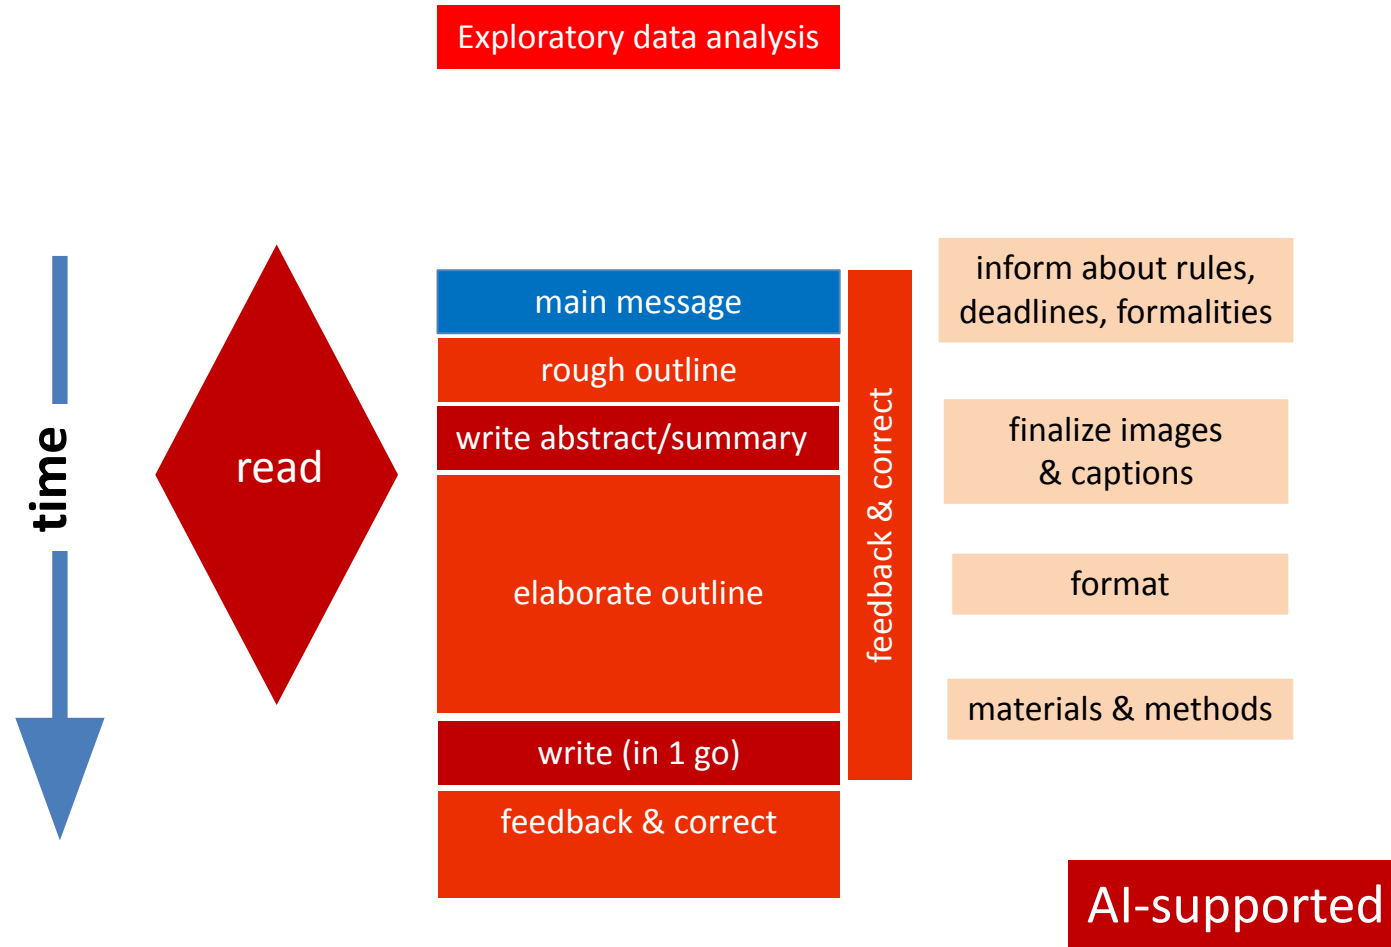 Exploratory data analysis
time
read
main message
rough outline
write abstract/summary
elaborate outline
write (in 1 go)
feedback & correct
feedback & correct
inform about rules,
deadlines, formalities
finalize images
& captions
format
materials & methods
AI-supported